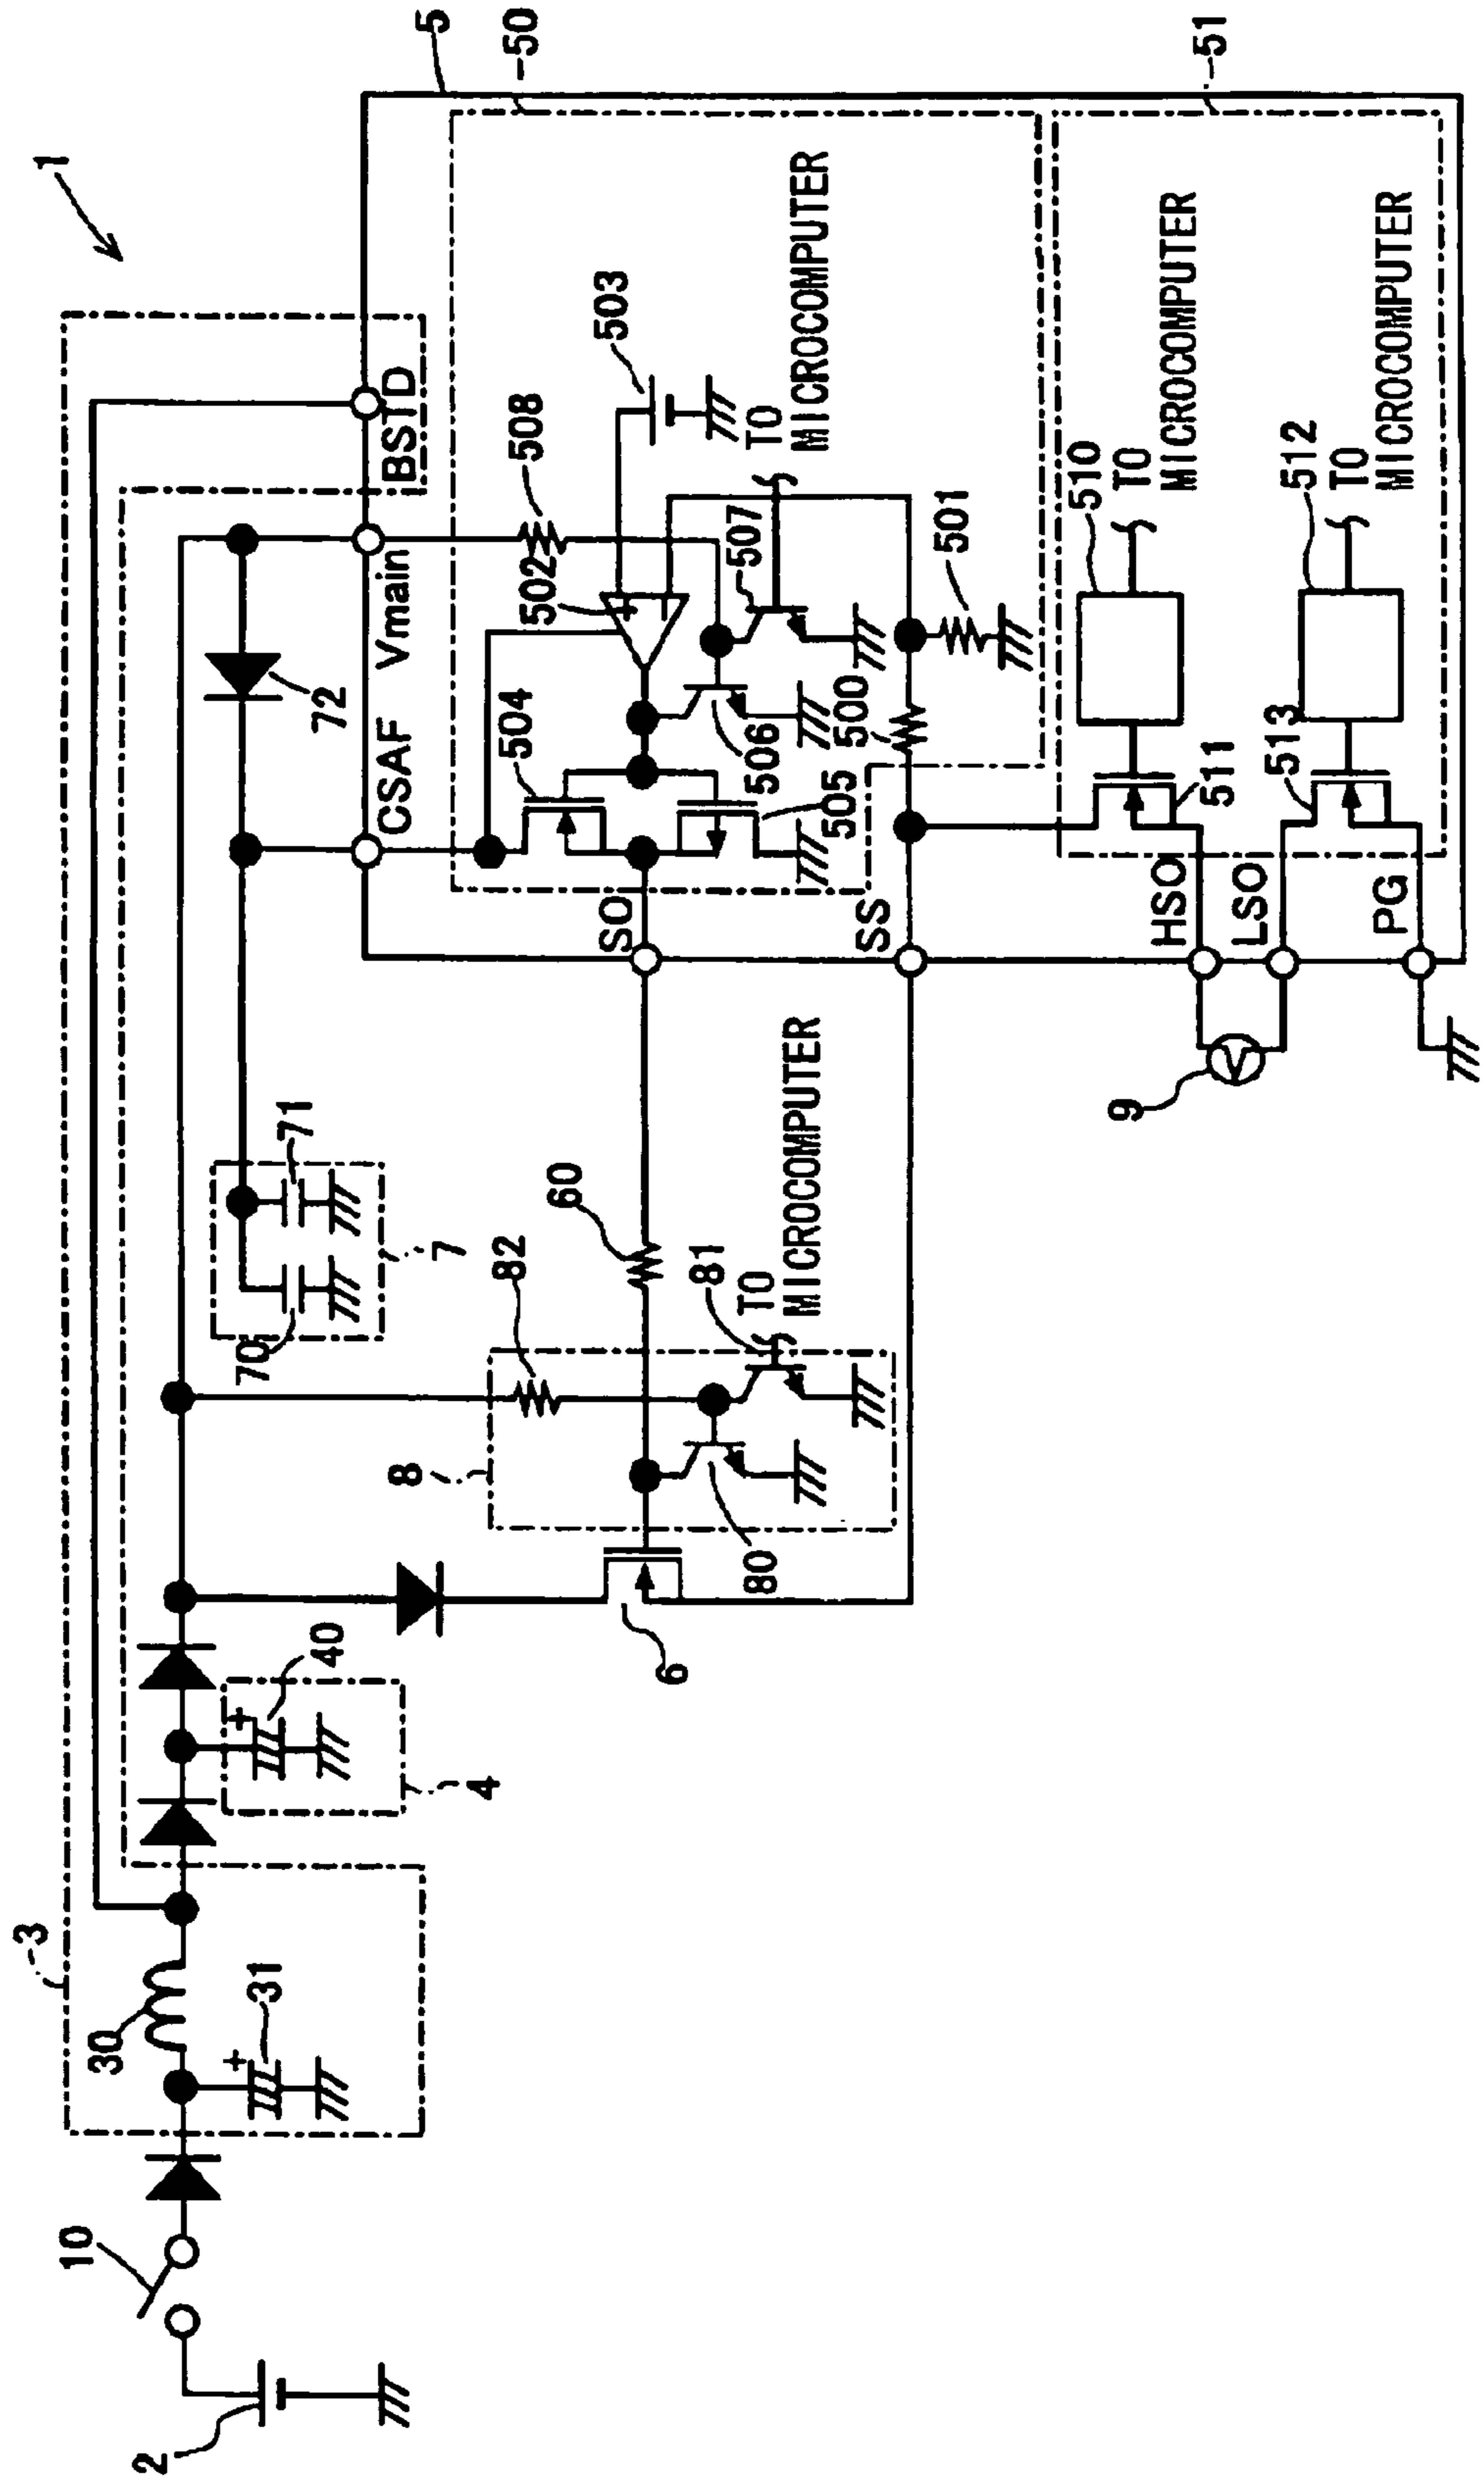 1
3
30
31
10
2
40
4
6
8
82
80
81
TO
MICROCOMPUTER
60
70
71
7
72
CSAF
Vmain
BSTD
5
50
51
504
502
508
503
TO
MICROCOMPUTER
507
506
505
500
501
SO
SS
HSO
LSO
PG
9
511
510
TO
MICROCOMPUTER
513
512
TO
MICROCOMPUTER
+
+
+